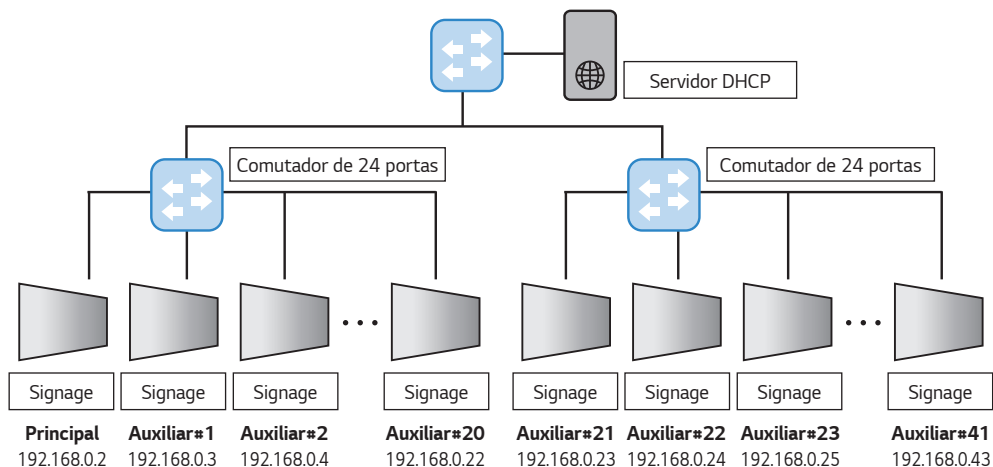 Servidor DHCP
Comutador de 24 portas
Comutador de 24 portas
Signage
Signage
Signage
Signage
Signage
Signage
Signage
Signage
Principal
Auxiliar#1
Auxiliar#2
Auxiliar#20
Auxiliar#21
Auxiliar#22
Auxiliar#23
Auxiliar#41
192.168.0.2
192.168.0.3
192.168.0.4
192.168.0.22
192.168.0.23
192.168.0.24
192.168.0.25
192.168.0.43